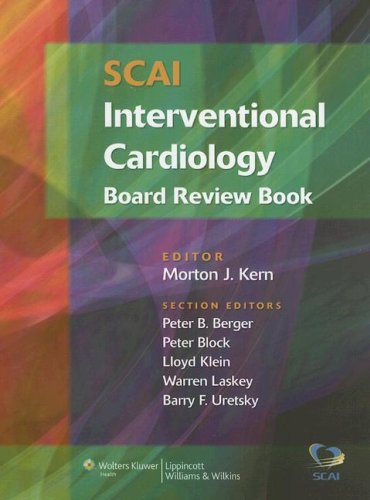 SCAI
Interventional
Cardiology
Board Review Book
EDITOR
Morton J. Kern
SECTION EDITORS
Peter B. Berger
Peter Block
Lloyd Klein
Warren Laskey
Barry F. Uretsky
Wolters Kluwer
Health
Lippincott
Williams & Wilkins
SCAI